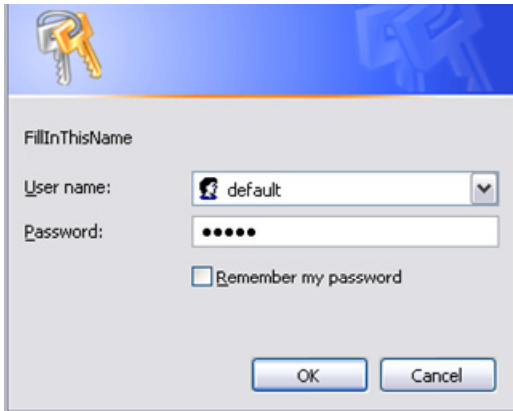 FillInThisName
User name: default
Password: •••••
Remember my password
OK Cancel